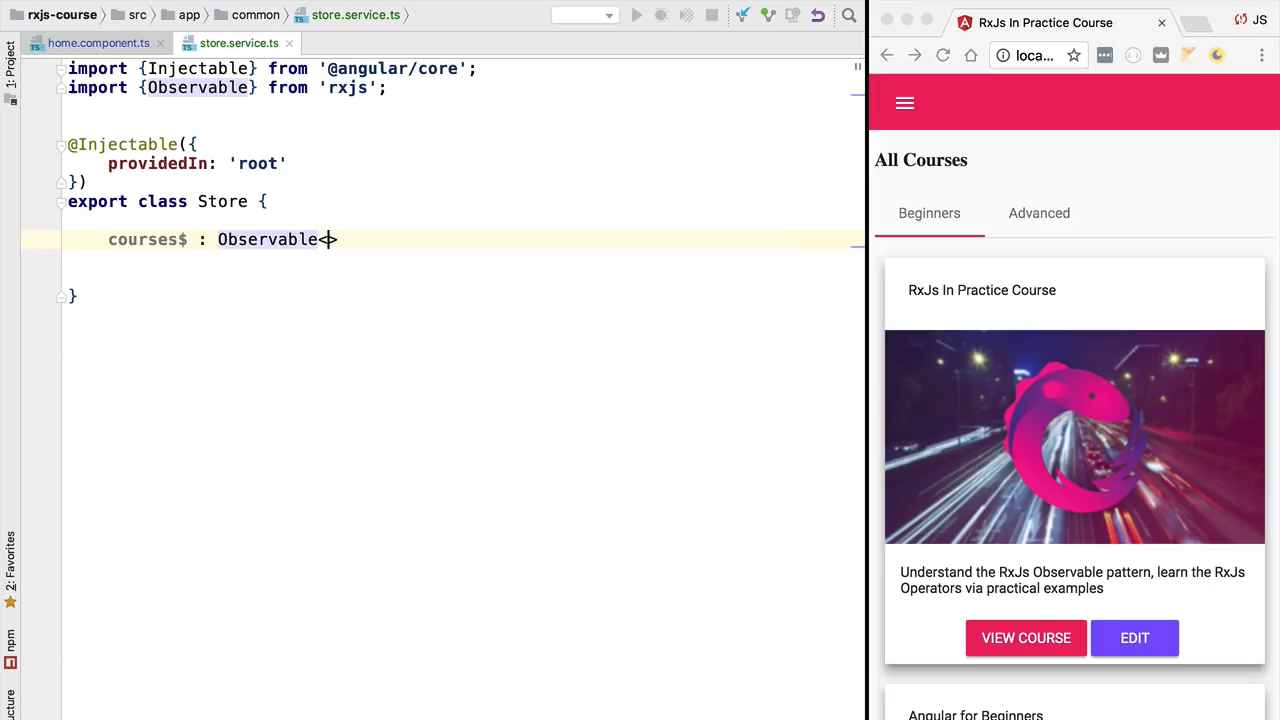 rxjs-course
src
app
common
store.service.ts
RxJs In Practice Course
JS
home.component.ts
store.service.ts
loca...
1: Project
import {Injectable} from '@angular/core';
import {Observable} from 'rxjs';
@Injectable({
providedIn: 'root'
})
export class Store {
courses$ : Observable<>
}
2: Favorites
npm
ucture
All Courses
Beginners
Advanced
RxJs In Practice Course
Understand the RxJs Observable pattern, learn the RxJs
Operators via practical examples
VIEW COURSE
EDIT
Angular for Beginners